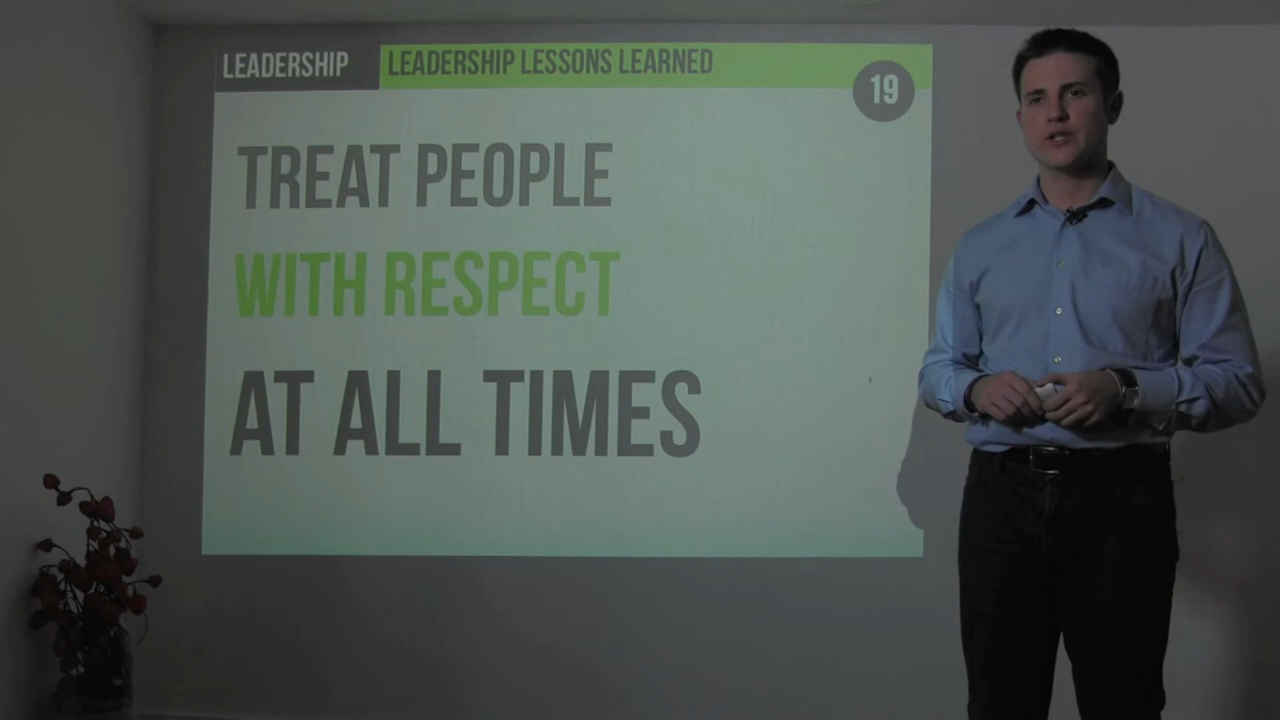 LEADERSHIP
LEADERSHIP LESSONS LEARNED
19
TREAT PEOPLE
WITH RESPECT
AT ALL TIMES